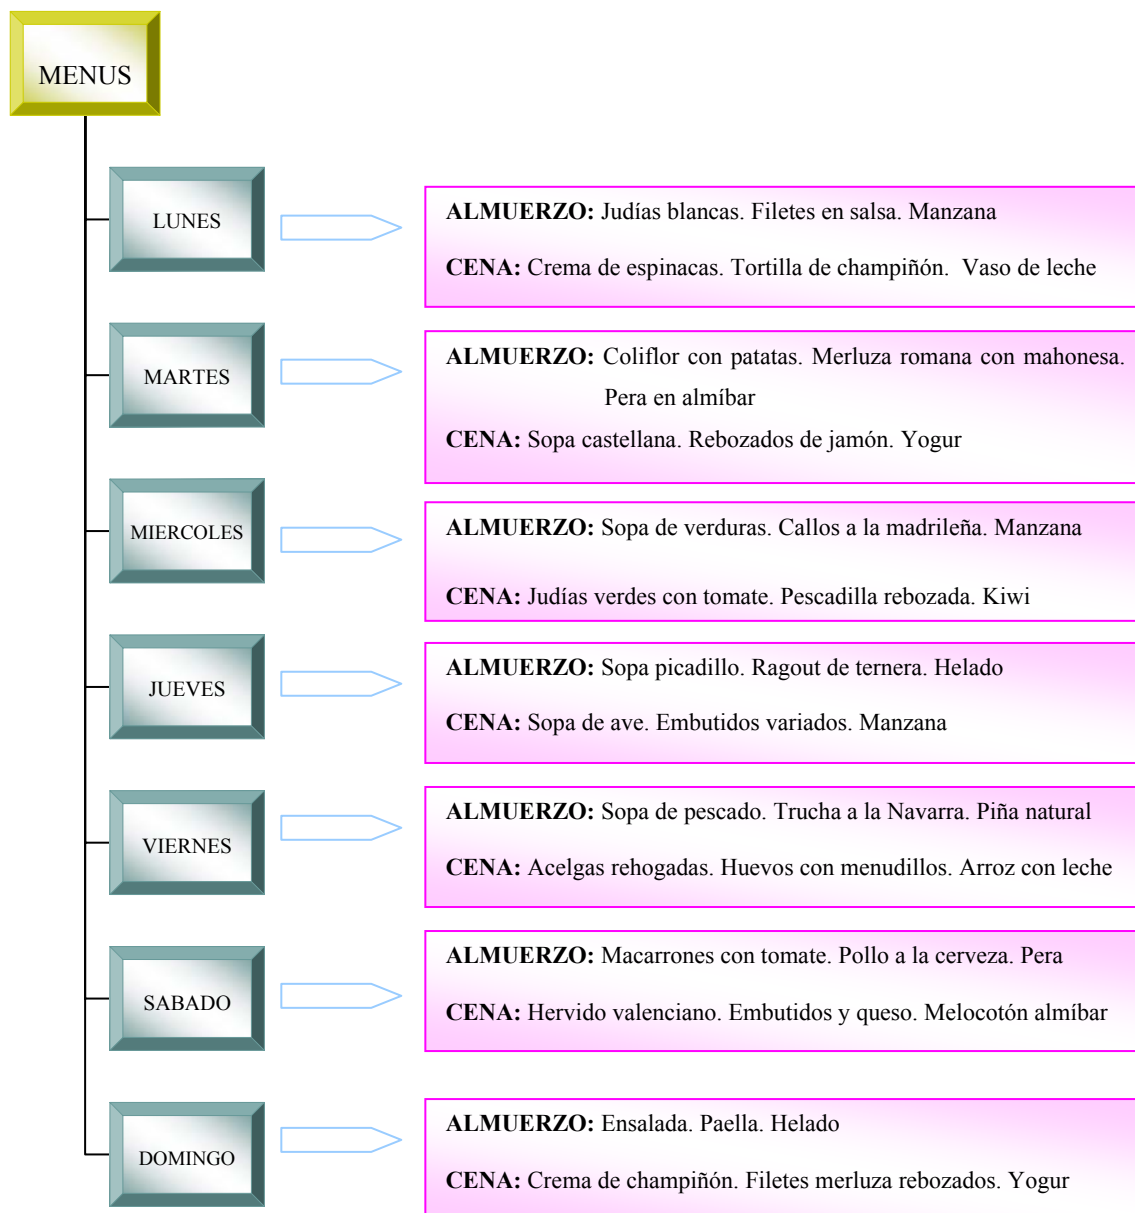 MENUS
LUNES
ALMUERZO: Judías blancas. Filetes en salsa. Manzana
CENA: Crema de espinacas. Tortilla de champiñón. Vaso de leche
MARTES
ALMUERZO: Coliflor con patatas. Merluza romana con mahonesa.
Pera en almíbar
CENA: Sopa castellana. Rebozados de jamón. Yogur
MIERCOLES
ALMUERZO: Sopa de verduras. Callos a la madrileña. Manzana
CENA: Judías verdes con tomate. Pescadilla rebozada. Kiwi
JUEVES
ALMUERZO: Sopa picadillo. Ragout de ternera. Helado
CENA: Sopa de ave. Embutidos variados. Manzana
VIERNES
ALMUERZO: Sopa de pescado. Trucha a la Navarra. Piña natural
CENA: Acelgas rehogadas. Huevos con menudillos. Arroz con leche
SABADO
ALMUERZO: Macarrones con tomate. Pollo a la cerveza. Pera
CENA: Hervido valenciano. Embutidos y queso. Melocotón almíbar
DOMINGO
ALMUERZO: Ensalada. Paella. Helado
CENA: Crema de champiñón. Filetes merluza rebozados. Yogur